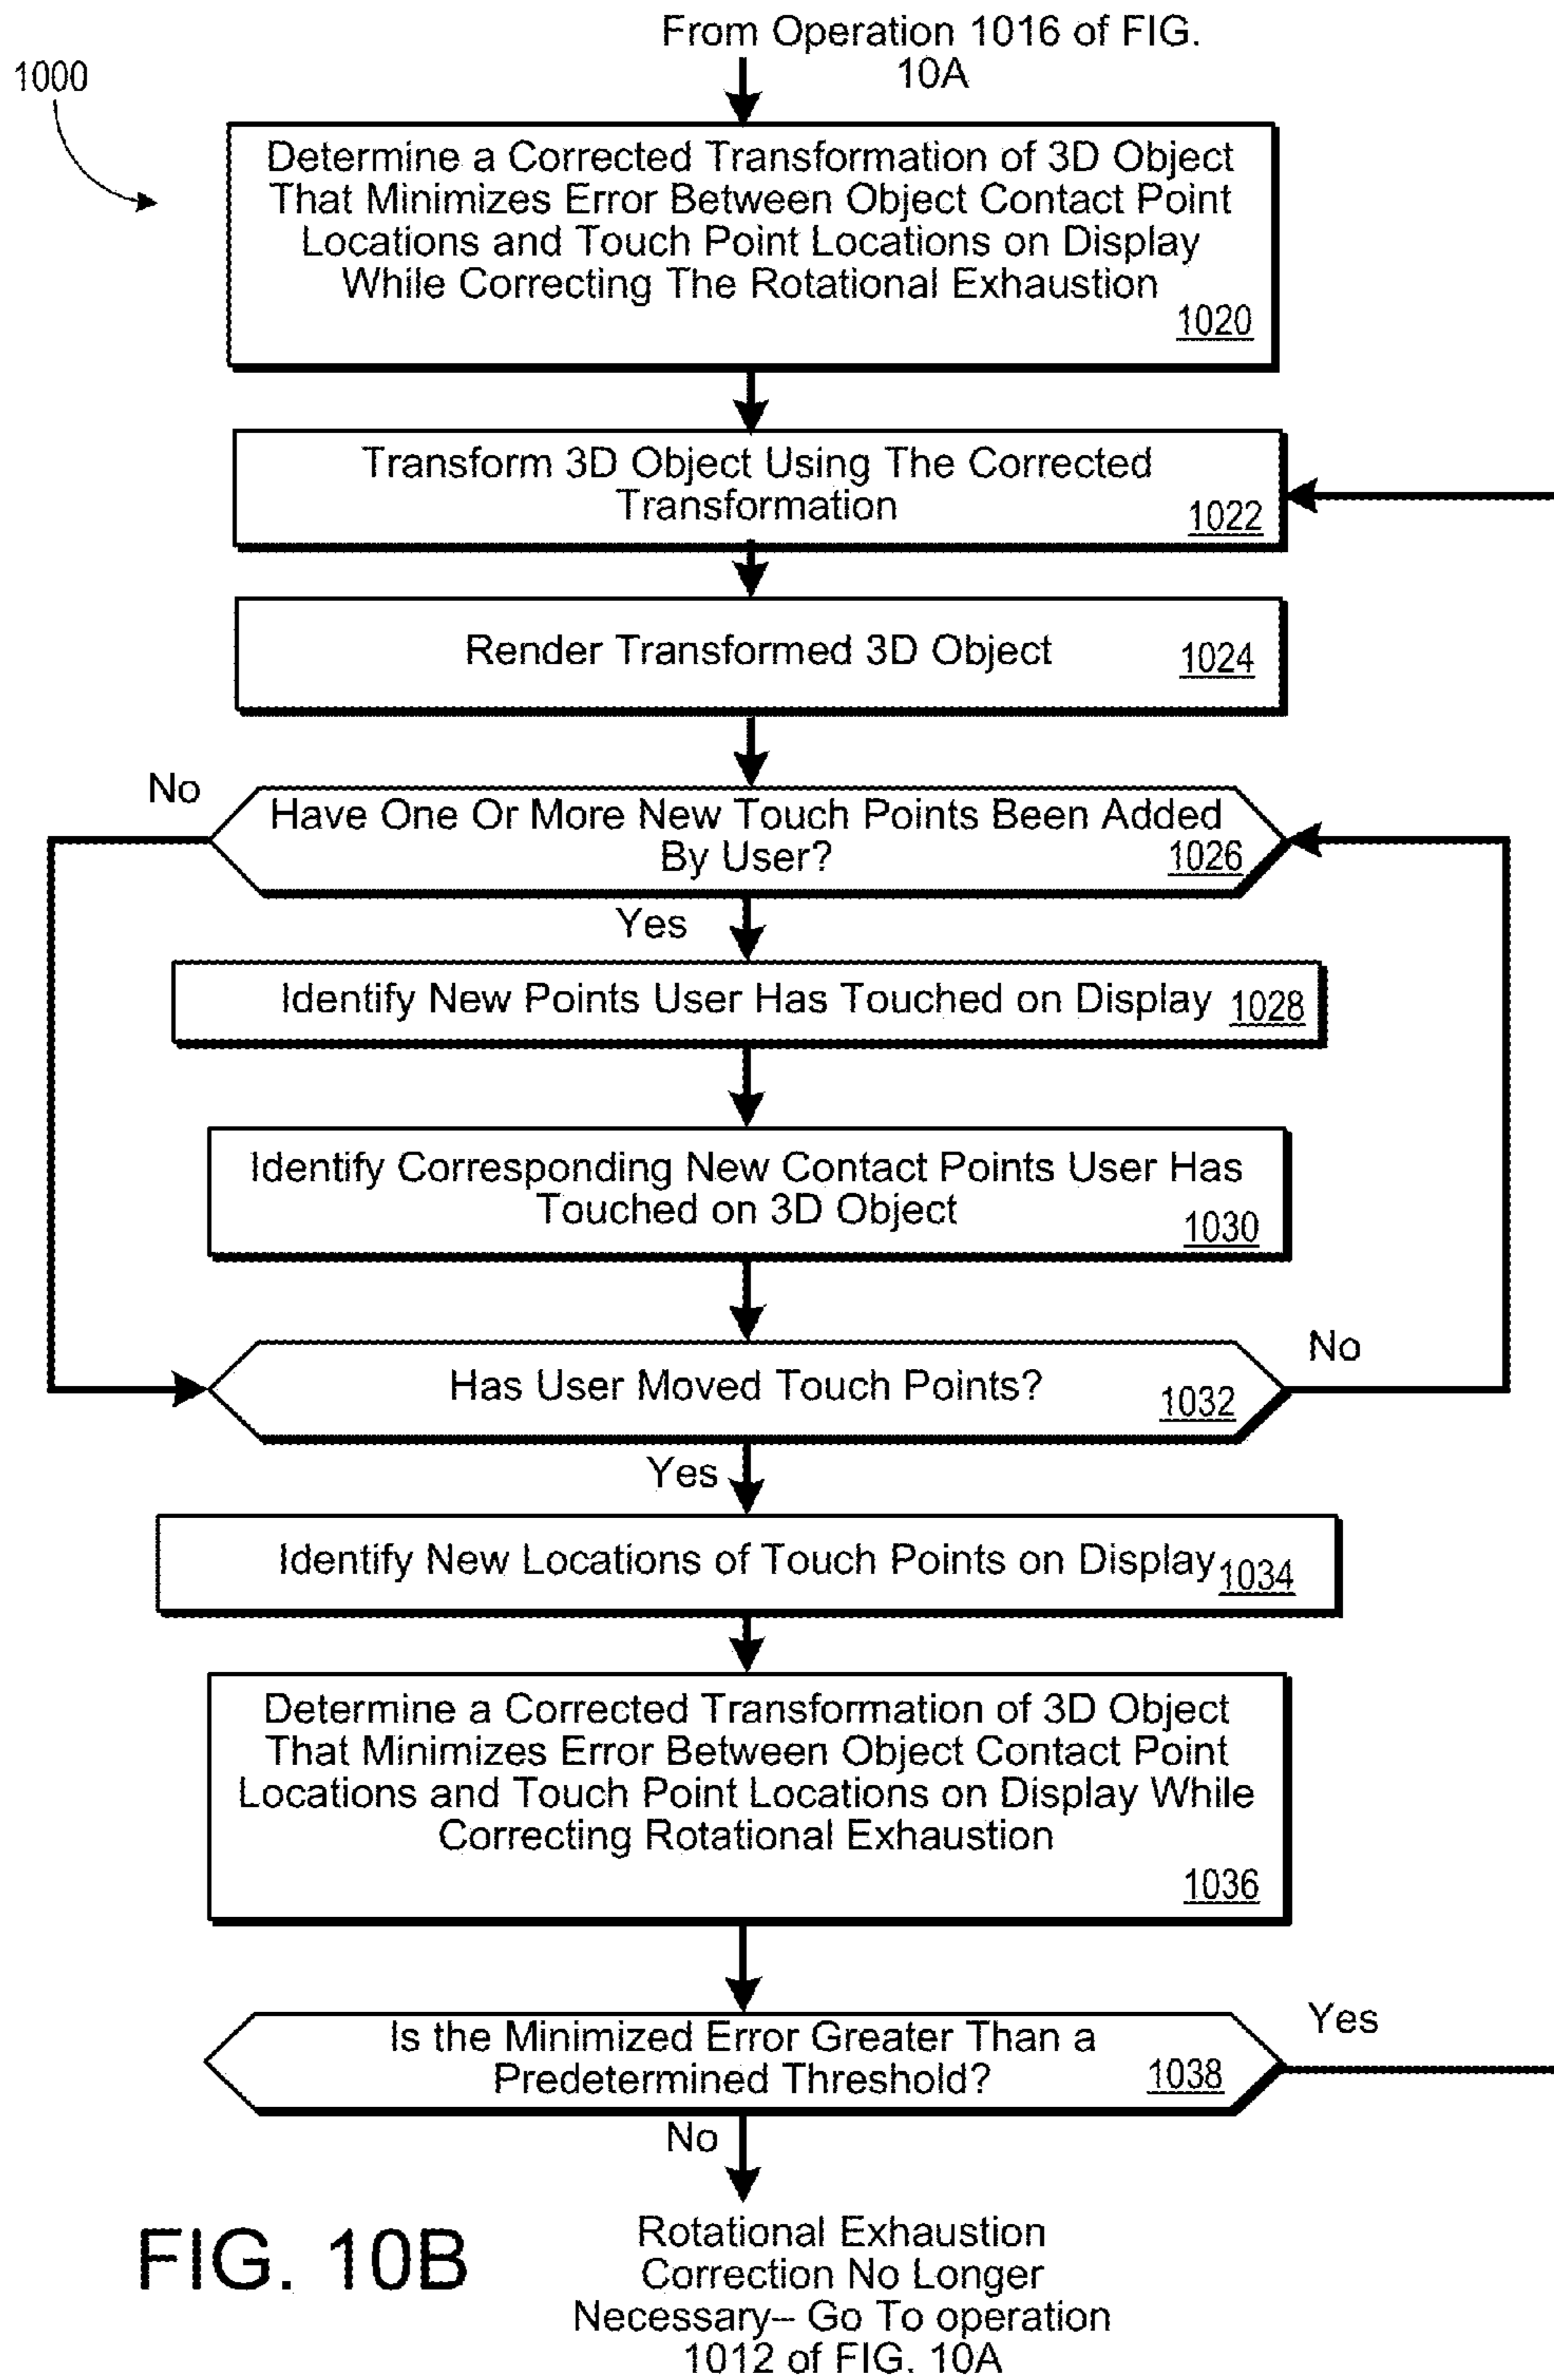 From Operation 1016 of FIG.
10A
1000
Determine a Corrected Transformation of 3D Object
That Minimizes Error Between Object Contact Point
Locations and Touch Point Locations on Display
While Correcting The Rotational Exhaustion
1020
Transform 3D Object Using The Corrected
Transformation
1022
Render Transformed 3D Object
1024
No
Have One Or More New Touch Points Been Added
By User?
1026
Yes
Identify New Points User Has Touched on Display
1028
Identify Corresponding New Contact Points User Has
Touched on 3D Object
1030
No
Has User Moved Touch Points?
1032
Yes
Identify New Locations of Touch Points on Display
1034
Determine a Corrected Transformation of 3D Object
That Minimizes Error Between Object Contact Point
Locations and Touch Point Locations on Display While
Correcting Rotational Exhaustion
1036
Yes
Is the Minimized Error Greater Than a
Predetermined Threshold?
1038
No
Rotational Exhaustion
Correction No Longer
Necessary-- Go To operation
1012 of FIG. 10A
FIG. 10B